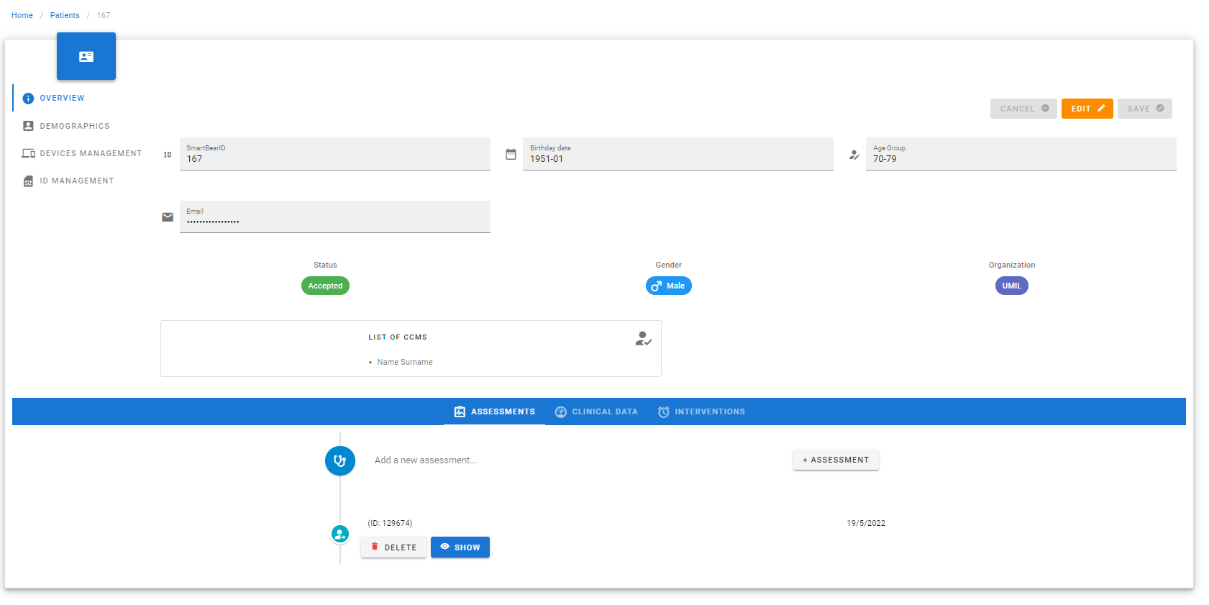 Home / Patients / 167
OVERVIEW
DEMOGRAPHICS
DEVICES MANAGEMENT
ID MANAGEMENT
CANCEL EDIT SAVE
ID SmartBearID
167
Birthday date
1951-01
Age Group
70-79
Email
•••••••••••••••••
Status
Accepted
Gender
Male
Organization
UMIL
LIST OF CCMS
• Name Surname
ASSESSMENTS CLINICAL DATA INTERVENTIONS
Add a new assessment... + ASSESSMENT
(ID: 129674) 19/5/2022
DELETE SHOW